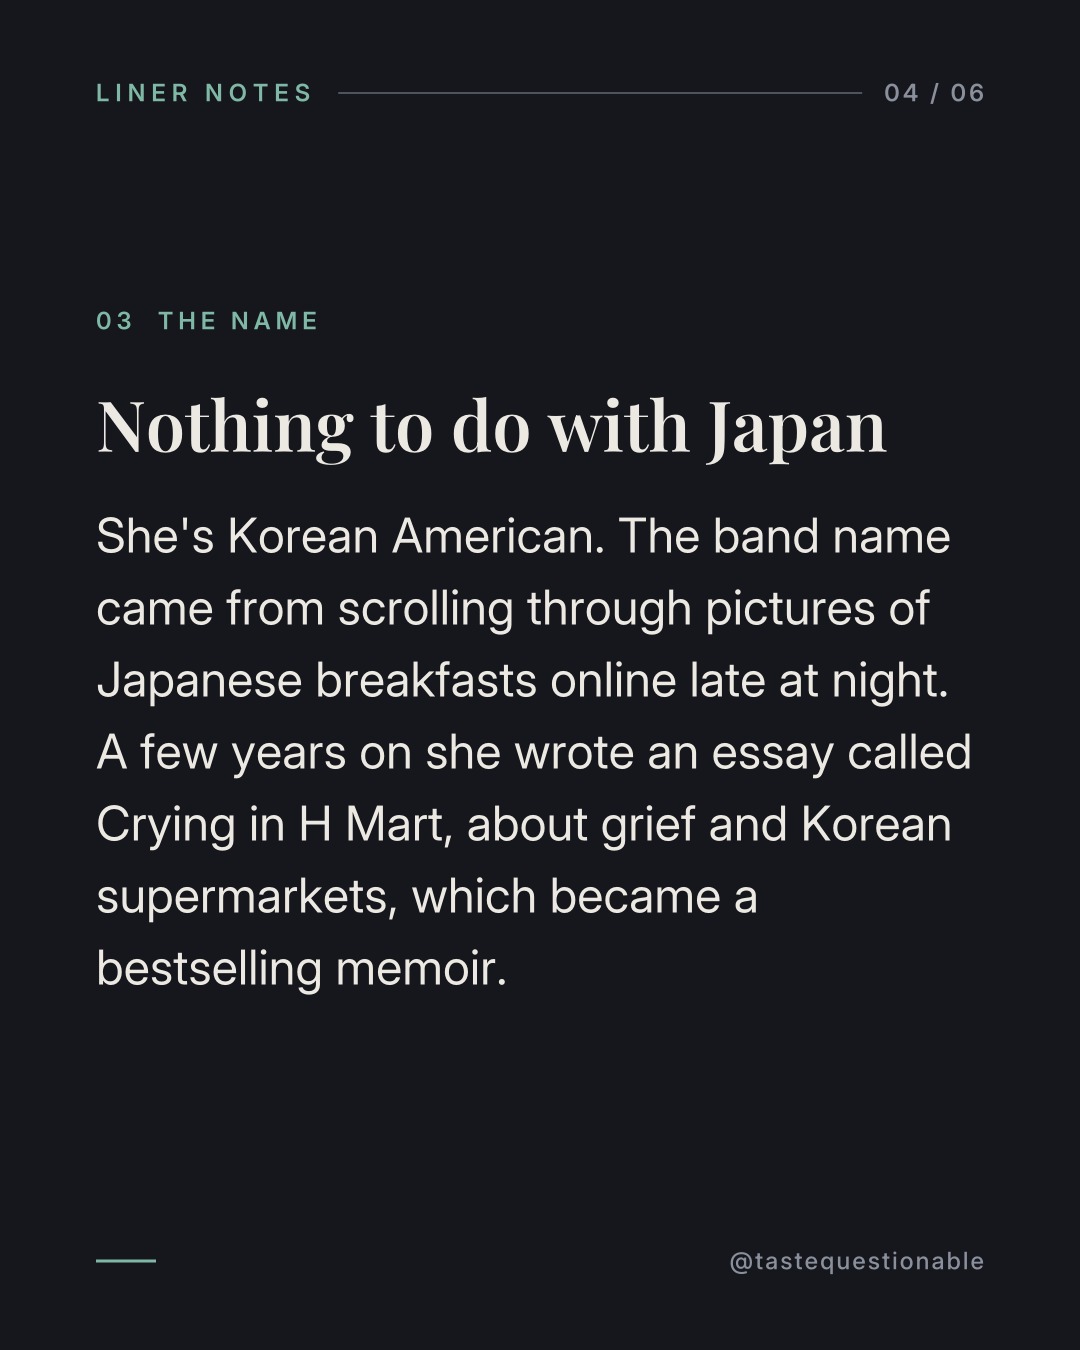 LINER NOTES 04 / 06
03 THE NAME
Nothing to do with Japan
She's Korean American. The band name
came from scrolling through pictures of
Japanese breakfasts online late at night.
A few years on she wrote an essay called
Crying in H Mart, about grief and Korean
supermarkets, which became a
bestselling memoir.
@tastequestionable